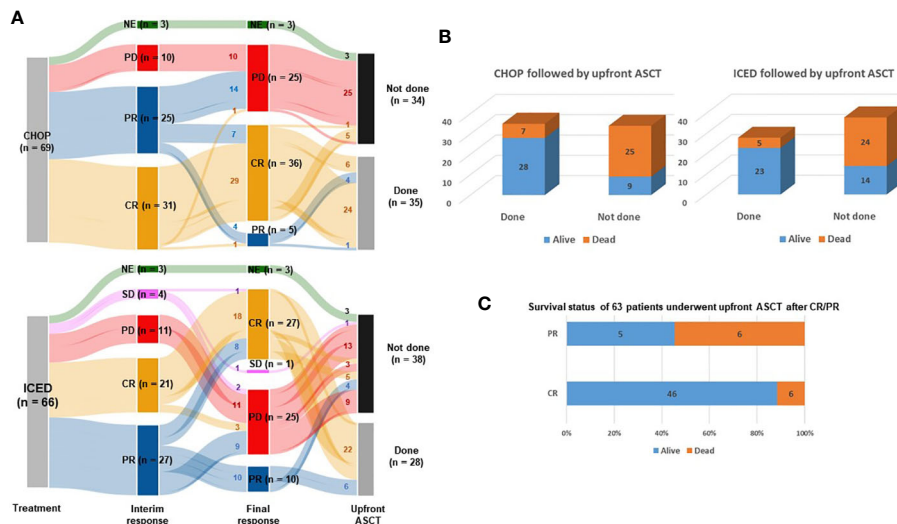 A
NE (n = 3)
NE (n = 3)
PD (n = 10)
10
3
PD (n = 25)
14
25
Not done
(n = 34)
CHOP
(n = 69)
PR (n = 25)
1
7
1
5
CR (n = 36)
6
4
29
CR (n = 31)
24
Done
(n = 35)
4
PR (n = 5)
1
1
NE (n = 3)
NE (n = 3)
SD (n = 4)
1
3
1
18
CR (n = 27)
PD (n = 11)
13
Not done
(n = 38)
8
SD (n = 1)
1
3
5
ICED
(n = 66)
CR (n = 21)
2
4
11
PD (n = 25)
9
3
9
22
Done
(n = 28)
PR (n = 27)
10
PR (n = 10)
6
Treatment
Interim
response
Final
response
Upfront
ASCT
B
CHOP followed by upfront ASCT
40
30
20
10
0
7
28
25
9
Done
Not done
Alive
Dead
ICED followed by upfront ASCT
40
30
20
10
0
5
23
24
14
Done
Not done
Alive
Dead
C
Survival status of 63 patients underwent upfront ASCT after CR/PR
PR
5
6
CR
46
6
0%
20%
40%
60%
80%
100%
Alive
Dead